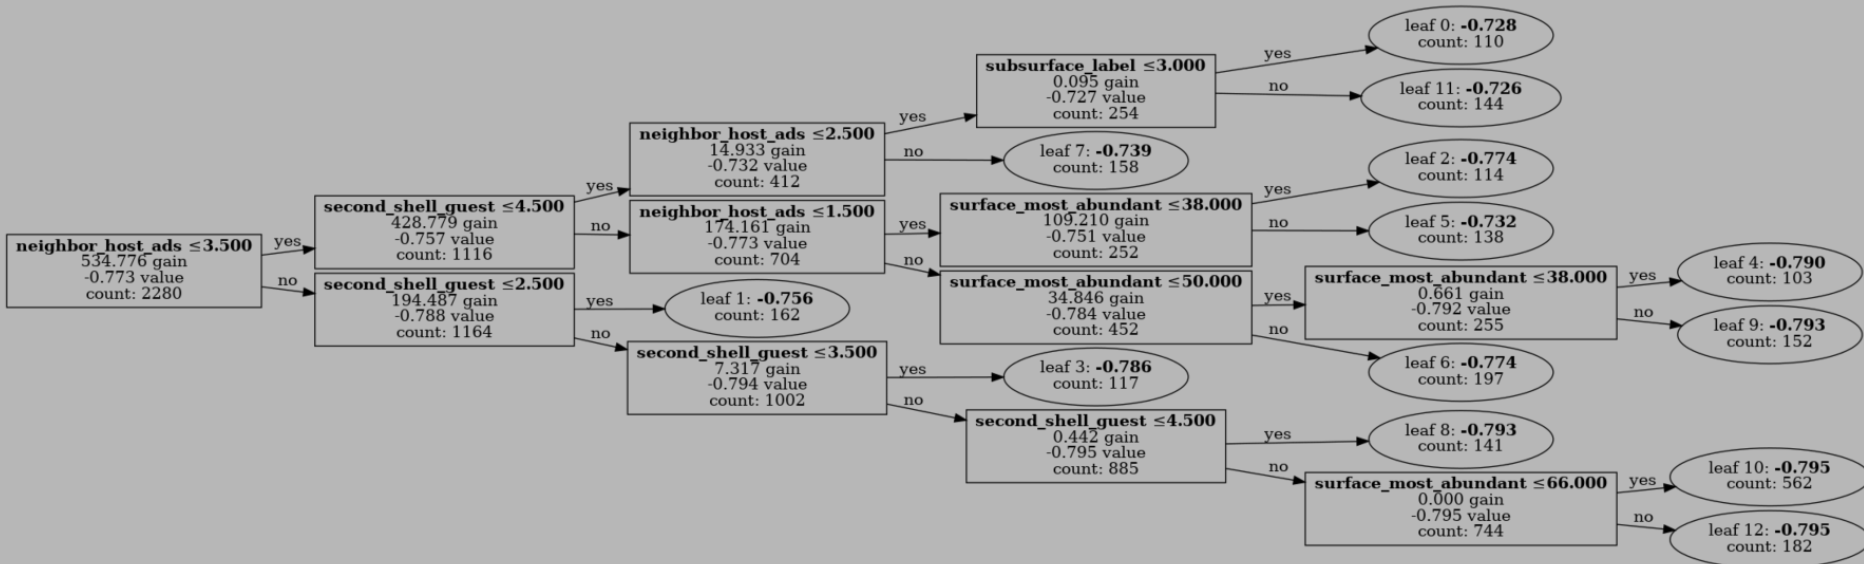 neighbor_host_ads ≤3.500
534.776 gain
-0.773 value
count: 2280
yes
no
second_shell_guest ≤4.500
428.779 gain
-0.757 value
count: 1116
yes
no
second_shell_guest ≤2.500
194.487 gain
-0.788 value
count: 1164
yes
no
neighbor_host_ads ≤2.500
14.933 gain
-0.732 value
count: 412
yes
no
neighbor_host_ads ≤1.500
174.161 gain
-0.773 value
count: 704
yes
no
leaf 1: -0.756
count: 162
second_shell_guest ≤3.500
7.317 gain
-0.794 value
count: 1002
yes
no
subsurface_label ≤3.000
0.095 gain
-0.727 value
count: 254
yes
no
leaf 7: -0.739
count: 158
surface_most_abundant ≤38.000
109.210 gain
-0.751 value
count: 252
yes
no
surface_most_abundant ≤50.000
34.846 gain
-0.784 value
count: 452
yes
no
leaf 3: -0.786
count: 117
second_shell_guest ≤4.500
0.442 gain
-0.795 value
count: 885
yes
no
leaf 0: -0.728
count: 110
leaf 11: -0.726
count: 144
leaf 2: -0.774
count: 114
leaf 5: -0.732
count: 138
surface_most_abundant ≤38.000
0.661 gain
-0.792 value
count: 255
yes
no
leaf 6: -0.774
count: 197
leaf 8: -0.793
count: 141
surface_most_abundant ≤66.000
0.000 gain
-0.795 value
count: 744
yes
no
leaf 4: -0.790
count: 103
leaf 9: -0.793
count: 152
leaf 10: -0.795
count: 562
leaf 12: -0.795
count: 182